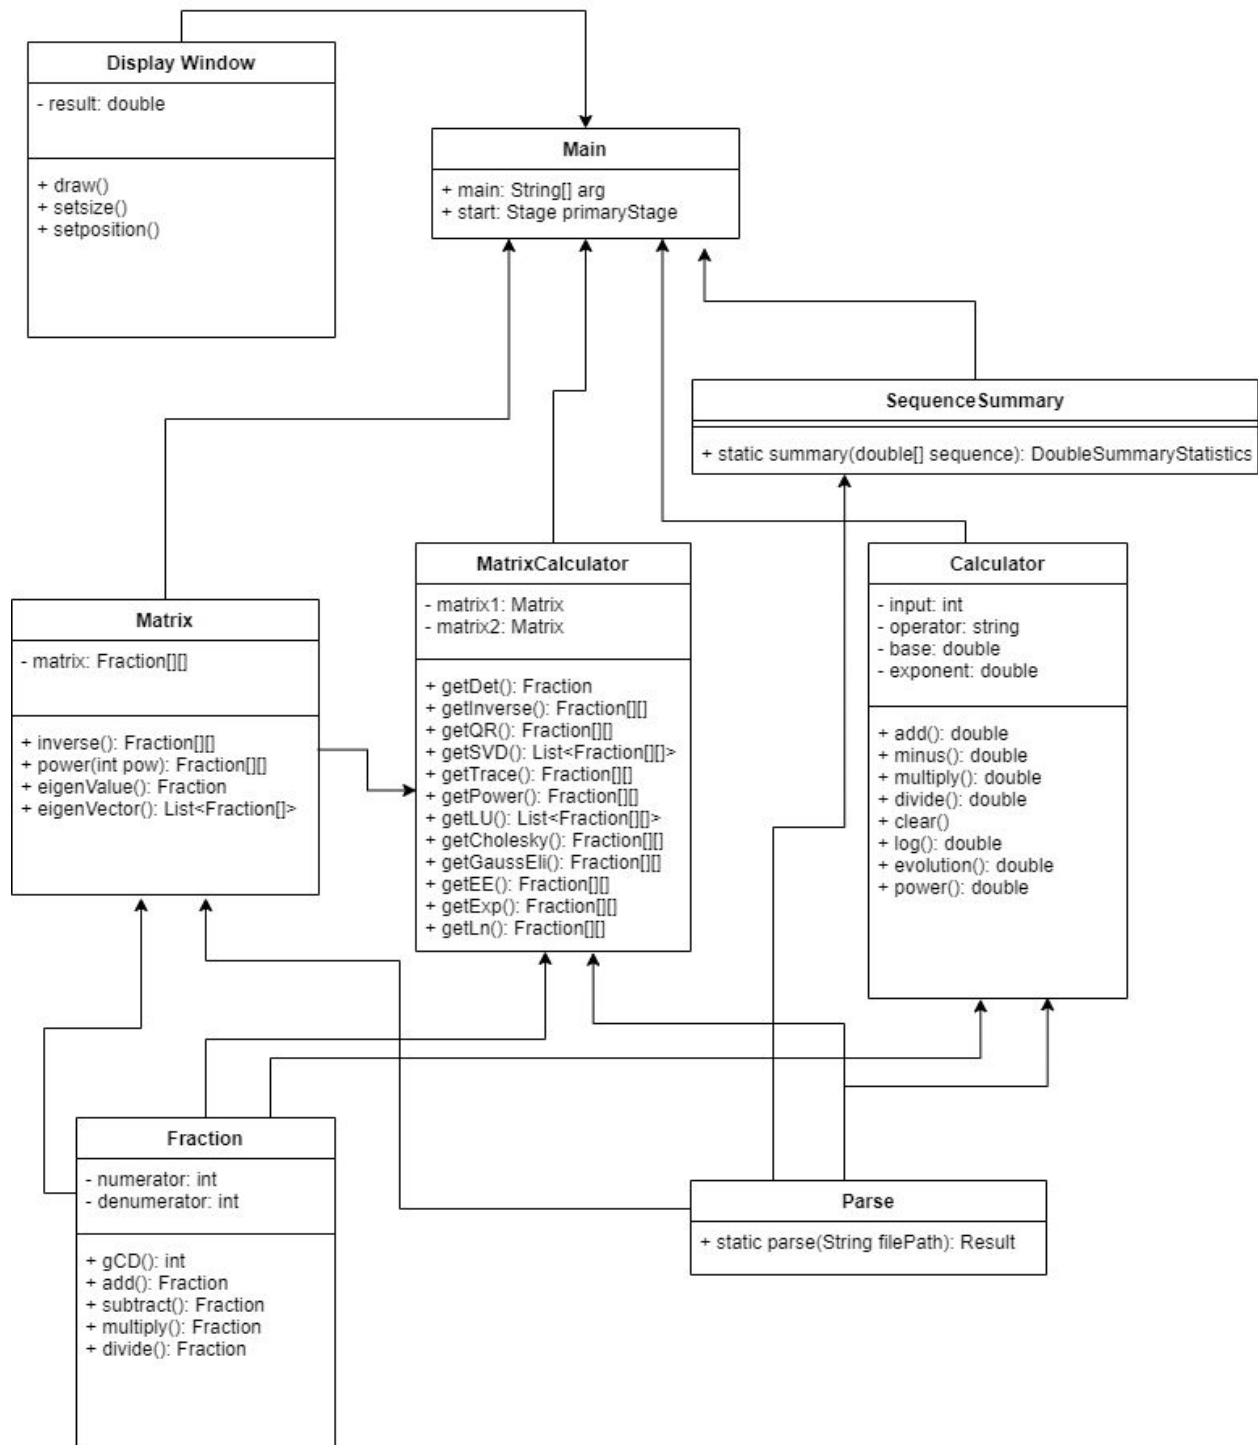 Display Window
- result: double
+ draw()
+ setsize()
+ setposition()
Main
+ main: String[] arg
+ start: Stage primaryStage
SequenceSummary
+ static summary(double[] sequence): DoubleSummaryStatistics
Matrix
- matrix: Fraction[][]
+ inverse(): Fraction[][]
+ power(int pow): Fraction[][]
+ eigenValue(): Fraction
+ eigenVector(): List<Fraction[]>
MatrixCalculator
- matrix1: Matrix
- matrix2: Matrix
+ getDet(): Fraction
+ getInverse(): Fraction[][]
+ getQR(): Fraction[][]
+ getSVD(): List<Fraction[][]>
+ getTrace(): Fraction[][]
+ getPower(): Fraction[][]
+ getLU(): List<Fraction[][]>
+ getCholesky(): Fraction[][]
+ getGaussEli(): Fraction[][]
+ getEE(): Fraction[][]
+ getExp(): Fraction[][]
+ getLn(): Fraction[][]
Calculator
- input: int
- operator: string
- base: double
- exponent: double
+ add(): double
+ minus(): double
+ multiply(): double
+ divide(): double
+ clear()
+ log(): double
+ evolution(): double
+ power(): double
Fraction
- numerator: int
- denumerator: int
+ gCD(): int
+ add(): Fraction
+ subtract(): Fraction
+ multiply(): Fraction
+ divide(): Fraction
Parse
+ static parse(String filePath): Result